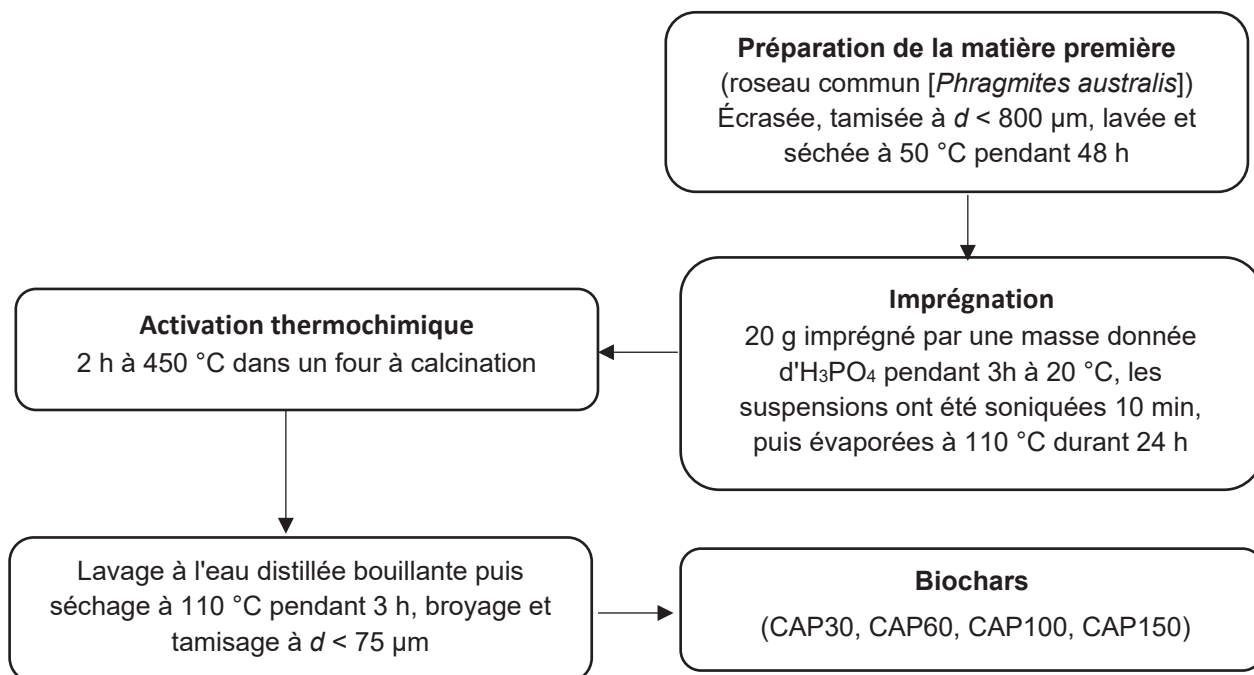 Préparation de la matière première
(roseau commun [Phragmites australis])
Écrasée, tamisée à d < 800 µm, lavée et
séchée à 50 °C pendant 48 h
Imprégnation
20 g imprégné par une masse donnée
d'H₃PO₄ pendant 3h à 20 °C, les
suspensions ont été soniquées 10 min,
puis évaporées à 110 °C durant 24 h
Activation thermochimique
2 h à 450 °C dans un four à calcination
Lavage à l'eau distillée bouillante puis
séchage à 110 °C pendant 3 h, broyage et
tamisage à d < 75 µm
Biochars
(CAP30, CAP60, CAP100, CAP150)